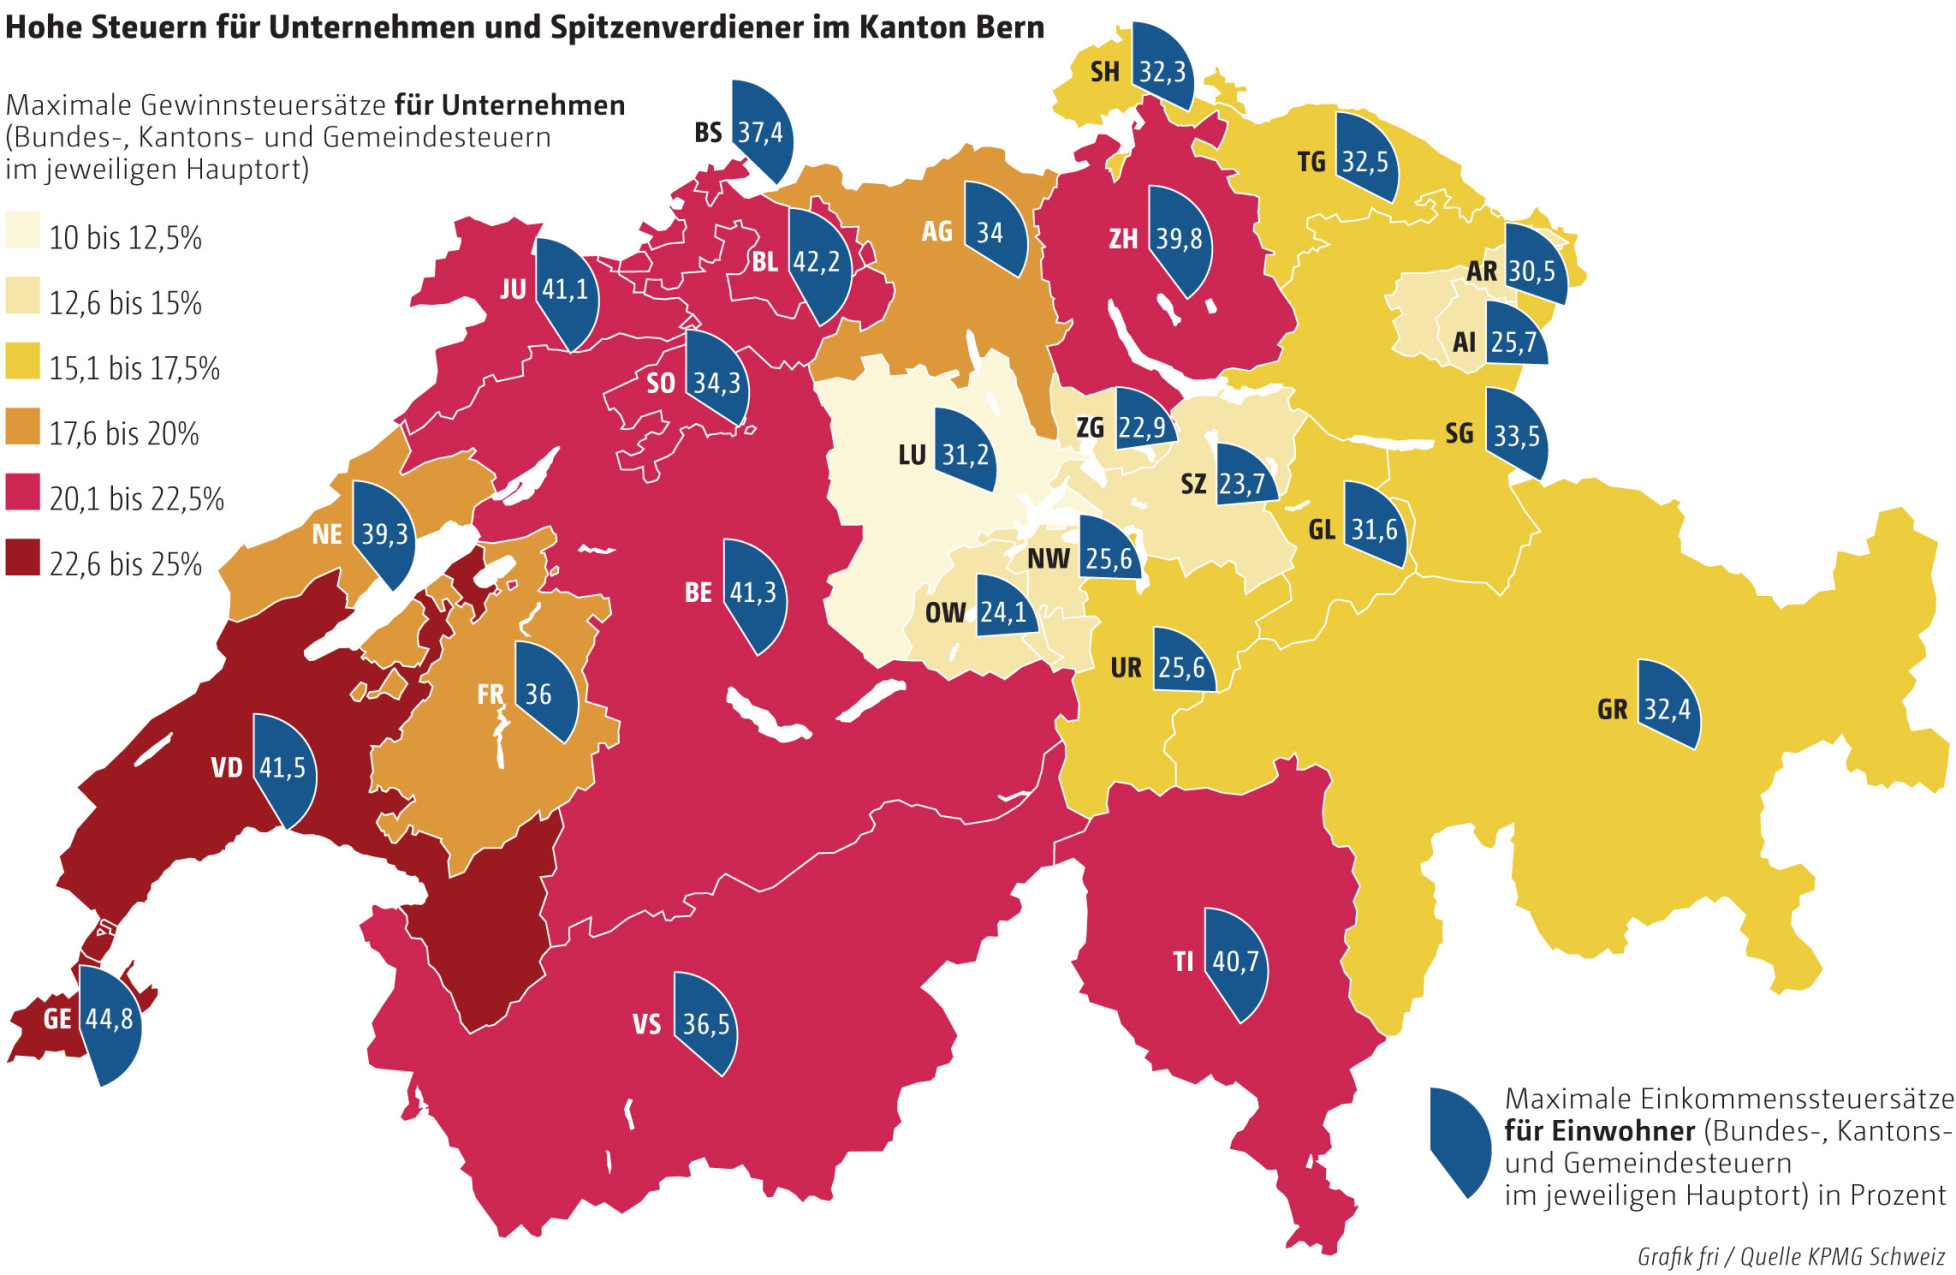 Hohe Steuern für Unternehmen und Spitzenverdiener im Kanton Bern
Maximale Gewinnsteuersätze für Unternehmen
(Bundes-, Kantons- und Gemeindesteuern
im jeweiligen Hauptort)
10 bis 12,5%
12,6 bis 15%
15,1 bis 17,5%
17,6 bis 20%
20,1 bis 22,5%
22,6 bis 25%
SH 32,3
BS 37,4
TG 32,5
AG 34
ZH 39,8
BL 42,2
AR 30,5
JU 41,1
AI 25,7
SO 34,3
ZG 22,9
SG 33,5
LU 31,2
SZ 23,7
NE 39,3
GL 31,6
NW 25,6
BE 41,3
OW 24,1
UR 25,6
FR 36
GR 32,4
VD 41,5
TI 40,7
GE 44,8
VS 36,5
Maximale Einkommenssteuersätze
für Einwohner (Bundes-, Kantons-
und Gemeindesteuern
im jeweiligen Hauptort) in Prozent
Grafik fri / Quelle KPMG Schweiz